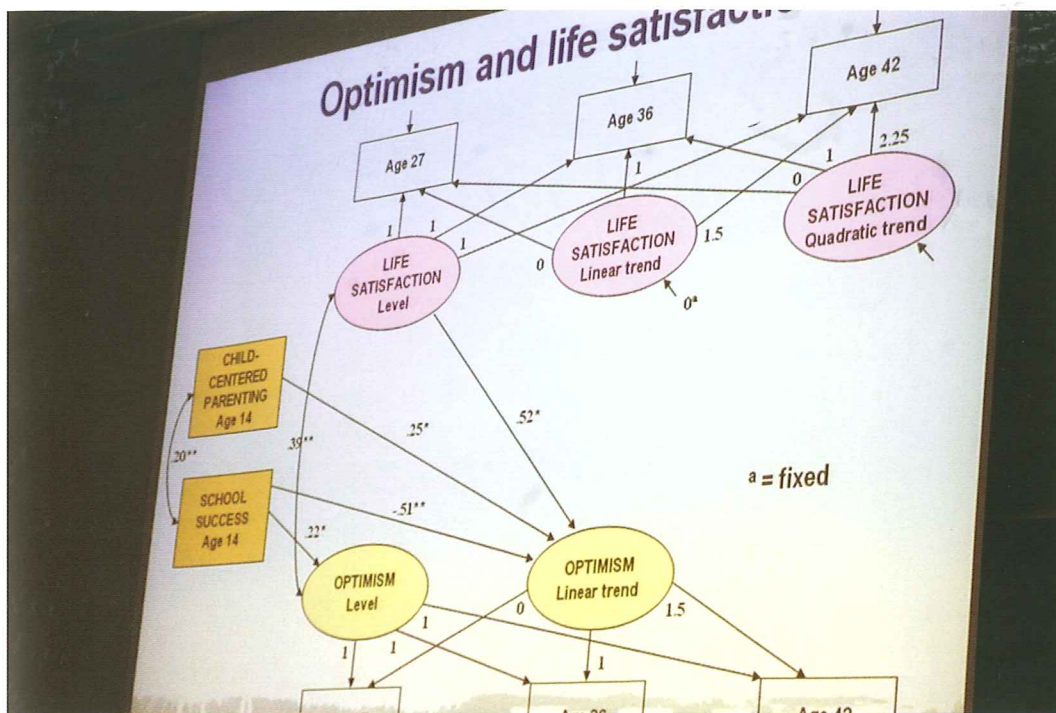 Optimism and life satisfaction
Age 42
Age 36
Age 27
1
2.25
1
0
LIFE
SATISFACTION
Quadratic trend
1
1
1
LIFE
SATISFACTION
Linear trend
1.5
0
0ᵃ
LIFE
SATISFACTION
Level
CHILD-
CENTERED
PARENTING
Age 14
.20**
.39**
.25*
.52*
ᵃ = fixed
SCHOOL
SUCCESS
Age 14
-.51**
.22*
OPTIMISM
Level
OPTIMISM
Linear trend
0
1.5
1
1
1
1
Age 42